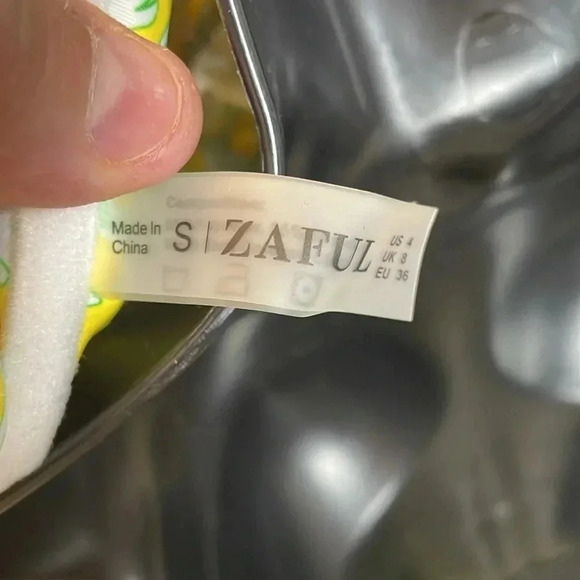 Made In
China
S | ZAFUL
US 4
UK 8
EU 36